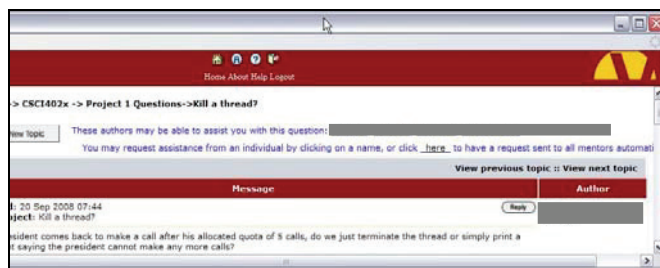 Home About Help Logout
-> CSCI402x -> Project 1 Questions->Kill a thread?
New Topic
These authors may be able to assist you with this question:
You may request assistance from an individual by clicking on a name, or click here to have a request sent to all mentors automati
View previous topic :: View next topic
Message Author
d: 20 Sep 2008 07:44
bject: Kill a thread?
Reply
esident comes back to make a call after his allocated quota of 5 calls, do we just terminate the thread or simply print a
t saying the president cannot make any more calls?